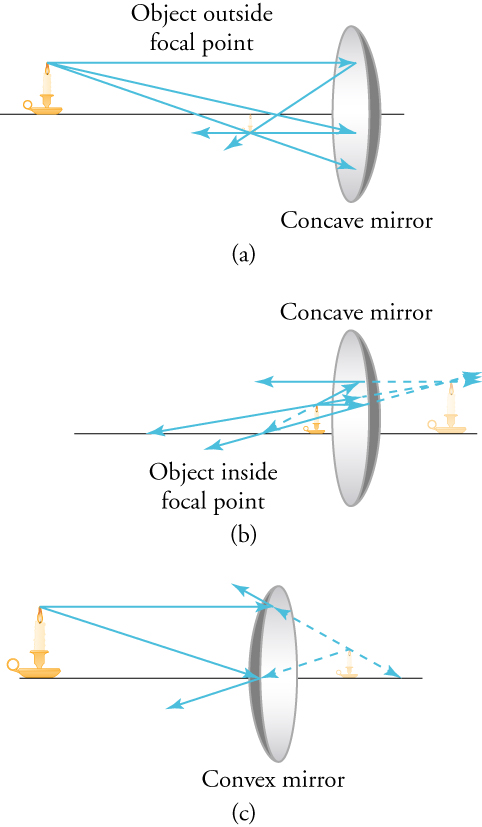 Object outside
focal point
Concave mirror
(a)
Concave mirror
Object inside
focal point
(b)
Convex mirror
(c)